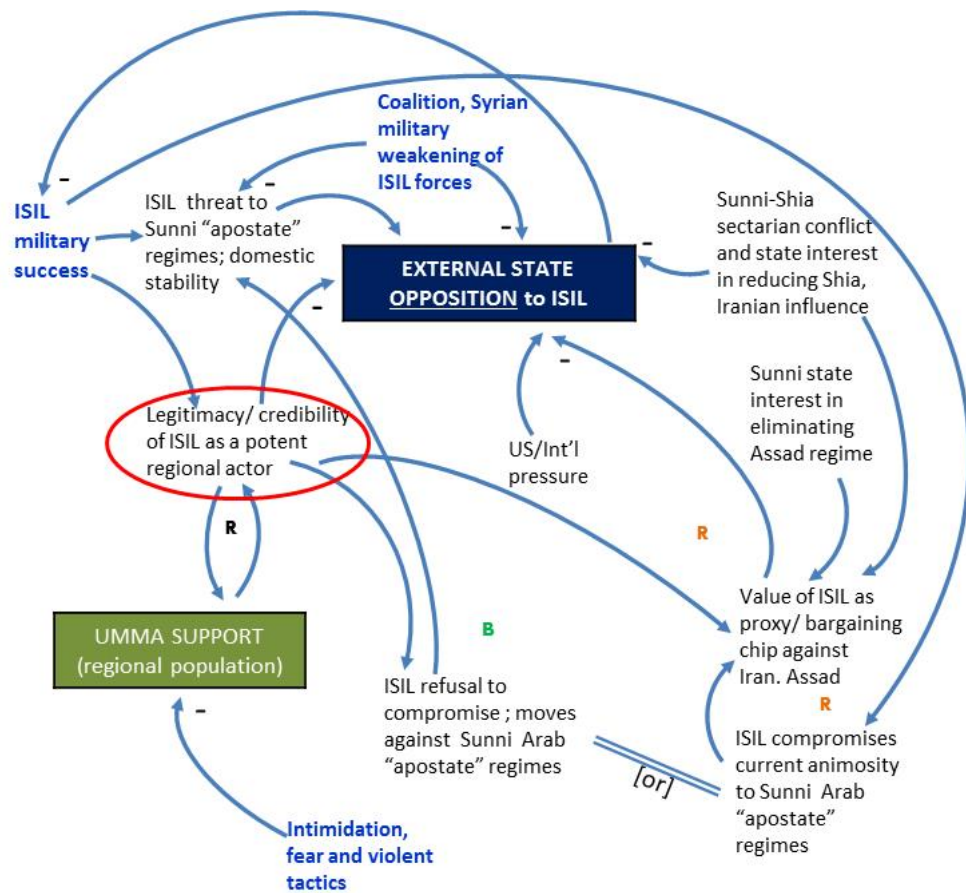 Coalition, Syrian
military
weakening of
ISIL forces
-
-
-
ISIL
military
success
ISIL threat to
Sunni “apostate”
regimes; domestic
stability
Sunni-Shia
sectarian conflict
and state interest
in reducing Shia,
Iranian influence
-
EXTERNAL STATE
OPPOSITION to ISIL
-
-
Sunni state
interest in
eliminating
Assad regime
US/Int’l
pressure
Legitimacy/ credibility
of ISIL as a potent
regional actor
R
R
UMMA SUPPORT
(regional population)
-
B
Value of ISIL as
proxy/ bargaining
chip against
Iran. Assad
R
ISIL refusal to
compromise ; moves
against Sunni Arab
“apostate” regimes
[or]
ISIL compromises
current animosity
to Sunni Arab
“apostate”
regimes
Intimidation,
fear and violent
tactics